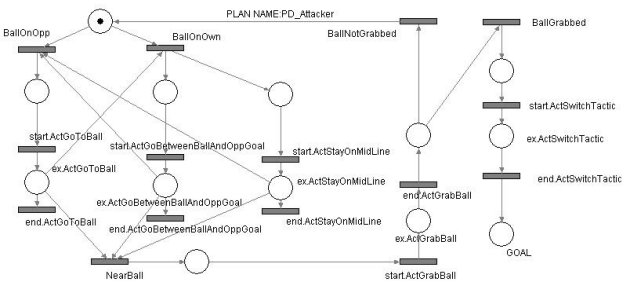 PLAN NAME:PD_Attacker
BallOnOpp
BallOnOwn
BallNotGrabbed
BallGrabbed
start.ActSwitchTactic
start.ActGoToBall
start.ActGoBetweenBallAndOppGoal
start.ActStayOnMidLine
ex.ActSwitchTactic
ex.ActGoToBall
ex.ActStayOnMidLine
end.ActSwitchTactic
ex.ActGoBetweenBallAndOppGoal
end.ActGrabBall
end.ActGoToBall
end.ActGoBetweenBallAndOppGoal
end.ActStayOnMidLine
ex.ActGrabBall
GOAL
NearBall
start.ActGrabBall